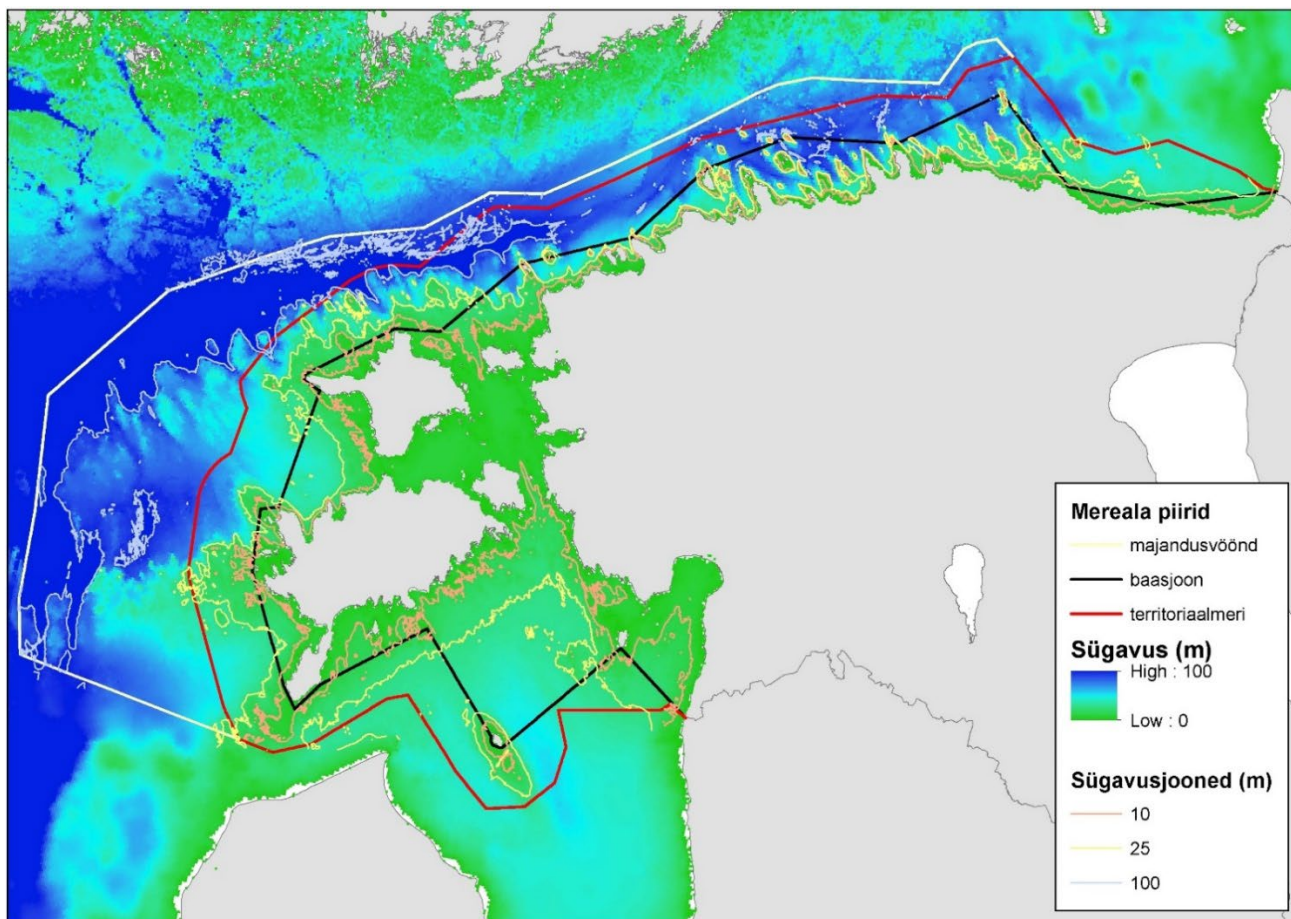 Mereala piirid
majandusvöönd
baasjoon
territoriaalmeri
Sügavus (m)
High : 100
Low : 0
Sügavusjooned (m)
10
25
100